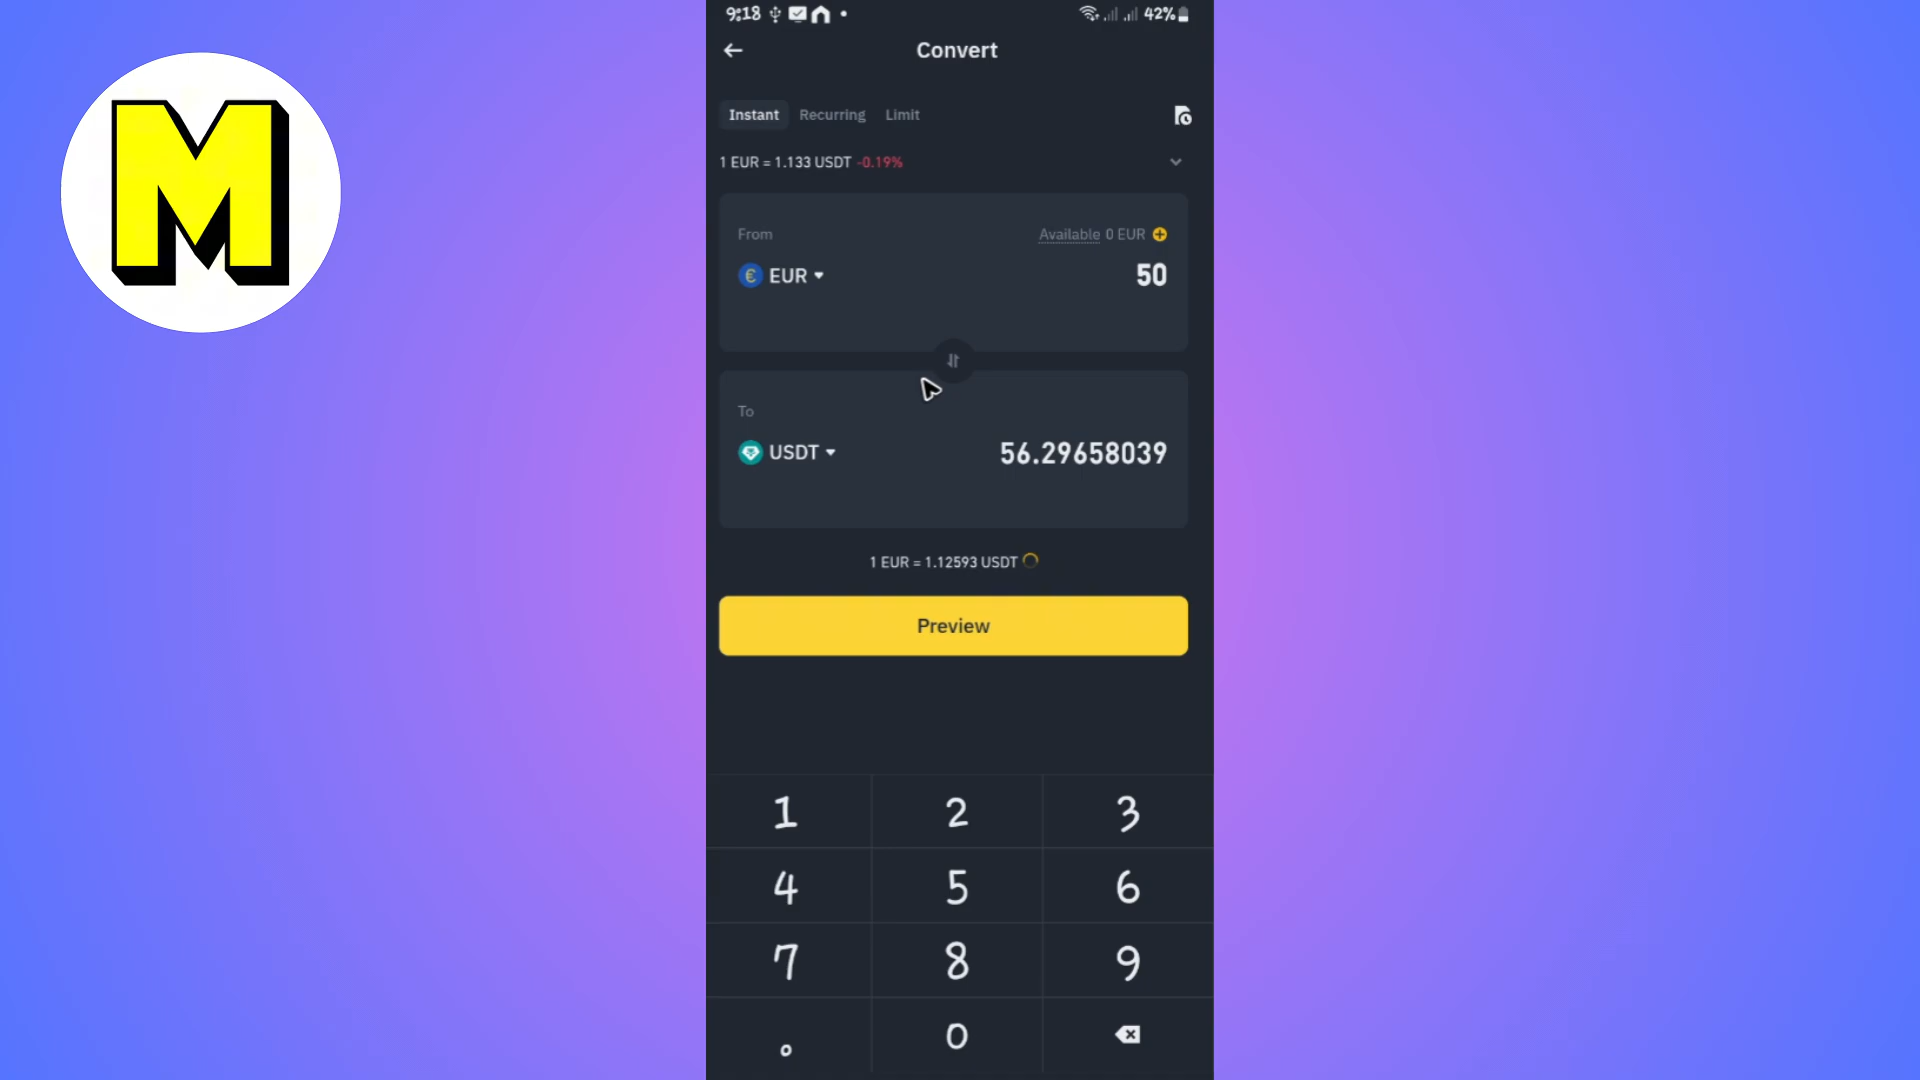 M
9:18 42%
Convert
Instant Recurring Limit
1 EUR = 1.133 USDT -0.19%
From Available 0 EUR
€ EUR 50
To
USDT 56.29658039
1 EUR = 1.12593 USDT
Preview
1 2 3
4 5 6
7 8 9
. 0